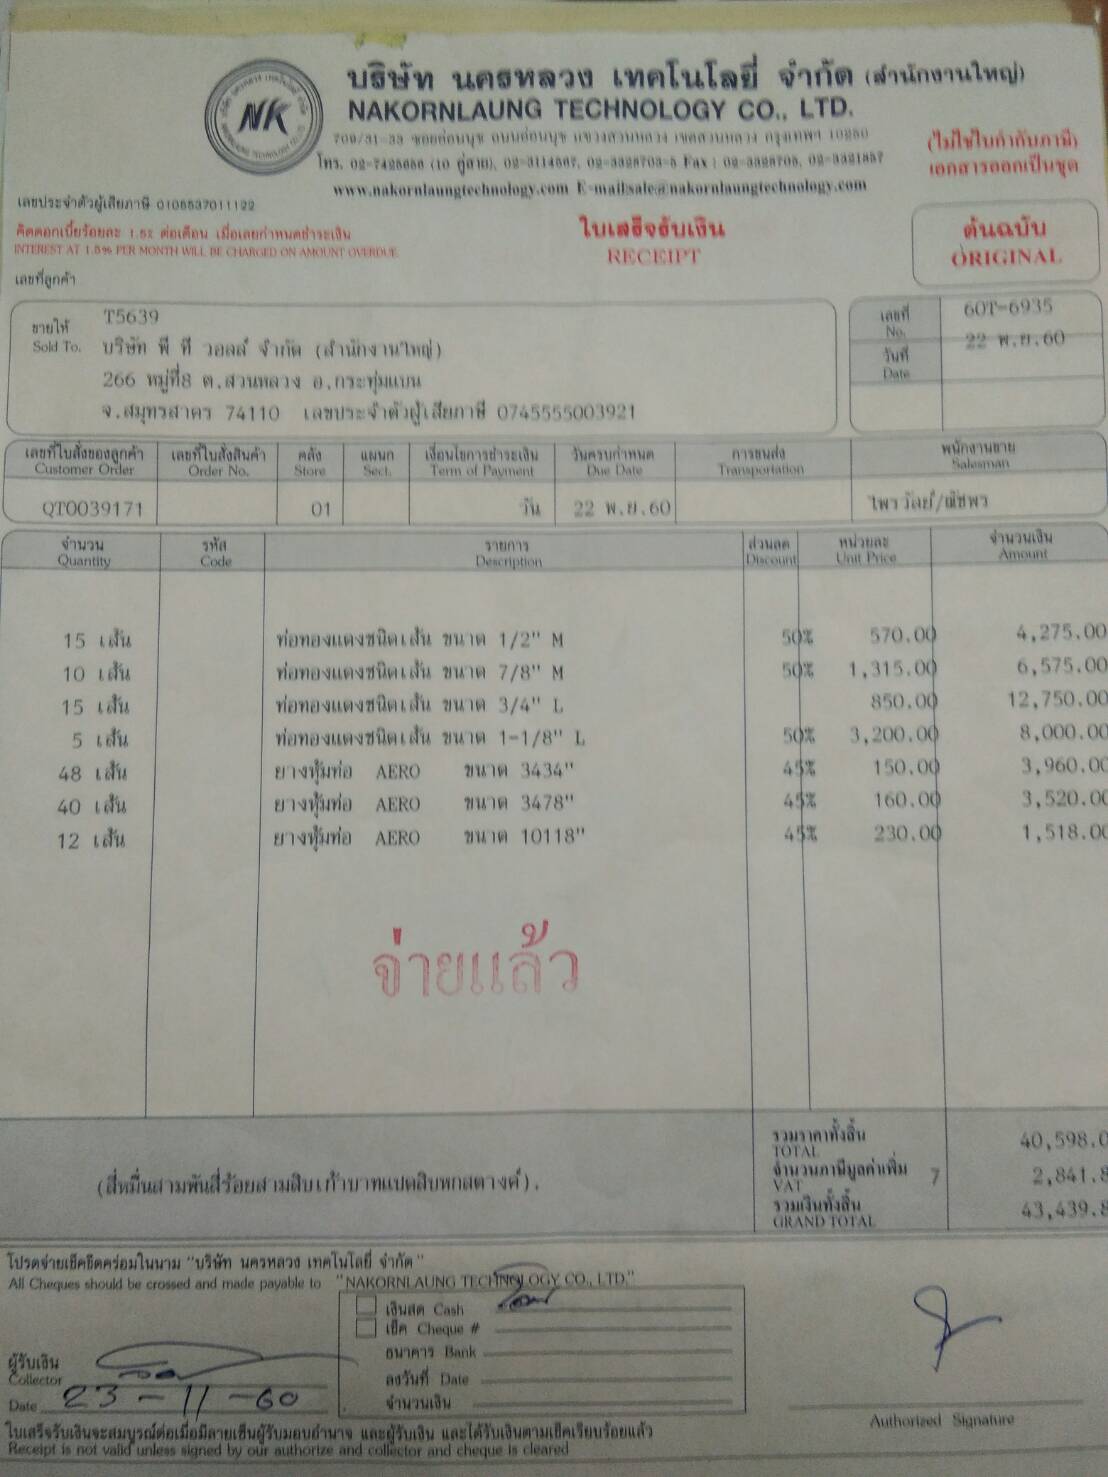 บริษัท นครหลวง เทคโนโลยี่ จำกัด (สำนักงานใหญ่)
NAKORNLAUNG TECHNOLOGY CO., LTD.
NK
709/31-33 ซอยอ่อนนุช ถนนอ่อนนุช แขวงสวนหลวง เขตสวนหลวง กรุงเทพฯ 10250
(ไม่ใช่ใบกำกับภาษี)
เอกสารออกเป็นชุด
โทร. (10 คู่สาย), Fax :
www.nakornlaungtechnology.com E-mail:sale@nakornlaungtechnology.com
เลขประจำตัวผู้เสียภาษี 0105537011122
คิดดอกเบี้ยร้อยละ 1.5% ต่อเดือน เมื่อเลยกำหนดชำระเงิน
INTEREST AT 1.5% PER MONTH WILL BE CHARGED ON AMOUNT OVERDUE.
ใบเสร็จรับเงิน
RECEIPT
ต้นฉบับ
ORIGINAL
เลขที่ลูกค้า
ขายให้ T5639
Sold To. บริษัท พี ที วอลล์ จำกัด (สำนักงานใหญ่)
266 หมู่ที่8 ต.สวนหลวง อ.กระทุ่มแบน
จ.สมุทรสาคร 74110 เลขประจำตัวผู้เสียภาษี 0745555003921
เลขที่ 60T-6935
No.
วันที่ 22 พ.ย.60
Date
เลขที่ใบสั่งของลูกค้า เลขที่ใบสั่งสินค้า คลัง แผนก เงื่อนไขการชำระเงิน วันครบกำหนด การขนส่ง พนักงานขาย
Customer Order Order No. Store Sect. Term of Payment Due Date Transportation Salesman
QT0039171 01 วัน 22 พ.ย.60 ไพรวัลย์/ณัชพร
จำนวน รหัส รายการ ส่วนลด หน่วยละ จำนวนเงิน
Quantity Code Description Discount Unit Price Amount
15 เส้น ท่อทองแดงชนิดเส้น ขนาด 1/2" M 50% 570.00 4,275.00
10 เส้น ท่อทองแดงชนิดเส้น ขนาด 7/8" M 50% 1,315.00 6,575.00
15 เส้น ท่อทองแดงชนิดเส้น ขนาด 3/4" L 850.00 12,750.00
5 เส้น ท่อทองแดงชนิดเส้น ขนาด 1-1/8" L 50% 3,200.00 8,000.00
48 เส้น ยางหุ้มท่อ AERO ขนาด 3434" 45% 150.00 3,960.00
40 เส้น ยางหุ้มท่อ AERO ขนาด 3478" 45% 160.00 3,520.00
12 เส้น ยางหุ้มท่อ AERO ขนาด 10118" 45% 230.00 1,518.00
จ่ายแล้ว
รวมราคาทั้งสิ้น 40,598.0
TOTAL
จำนวนภาษีมูลค่าเพิ่ม 7 2,841.8
VAT
(สี่หมื่นสามพันสี่ร้อยสามสิบเก้าบาทแปดสิบหกสตางค์).
รวมเงินทั้งสิ้น 43,439.8
GRAND TOTAL
โปรดจ่ายเช็คขีดคร่อมในนาม "บริษัท นครหลวง เทคโนโลยี่ จำกัด"
All Cheques should be crossed and made payable to "NAKORNLAUNG TECHNOLOGY CO., LTD."
เงินสด Cash
เช็ค Cheque #
ธนาคาร Bank
ลงวันที่ Date
จำนวนเงิน
ผู้รับเงิน
Collector
Date 23-11-60
Authorized Signature
ใบเสร็จรับเงินจะสมบูรณ์ต่อเมื่อมีลายเซ็นผู้รับมอบอำนาจ และผู้รับเงิน และได้รับเงินตามเช็คเรียบร้อยแล้ว
Receipt is not valid unless signed by our authorize and collector and cheque is cleared